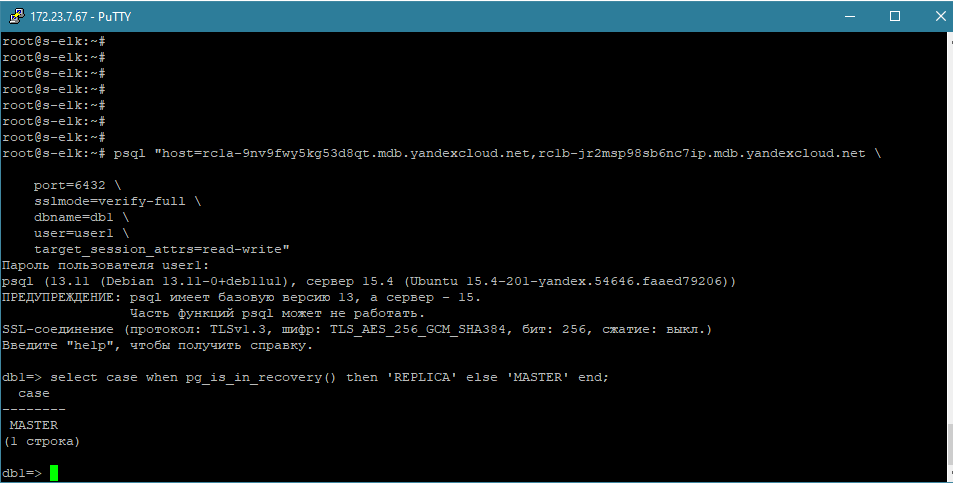 172.23.7.67 - PuTTY
root@s-elk:~#
root@s-elk:~#
root@s-elk:~#
root@s-elk:~#
root@s-elk:~#
root@s-elk:~#
root@s-elk:~#
root@s-elk:~# psql "host=rc1a-9nv9fwy5kg53d8qt.mdb.yandexcloud.net,rc1b-jr2msp98sb6nc7ip.mdb.yandexcloud.net \
port=6432 \
sslmode=verify-full \
dbname=db1 \
user=user1 \
target_session_attrs=read-write"
Пароль пользователя user1:
psql (13.11 (Debian 13.11-0+deb11u1), сервер 15.4 (Ubuntu 15.4-201-yandex.54646.faaed79206))
ПРЕДУПРЕЖДЕНИЕ: psql имеет базовую версию 13, а сервер - 15.
Часть функций psql может не работать.
SSL-соединение (протокол: TLSv1.3, шифр: TLS_AES_256_GCM_SHA384, бит: 256, сжатие: выкл.)
Введите "help", чтобы получить справку.
db1=> select case when pg_is_in_recovery() then 'REPLICA' else 'MASTER' end;
case
--------
MASTER
(1 строка)
db1=>